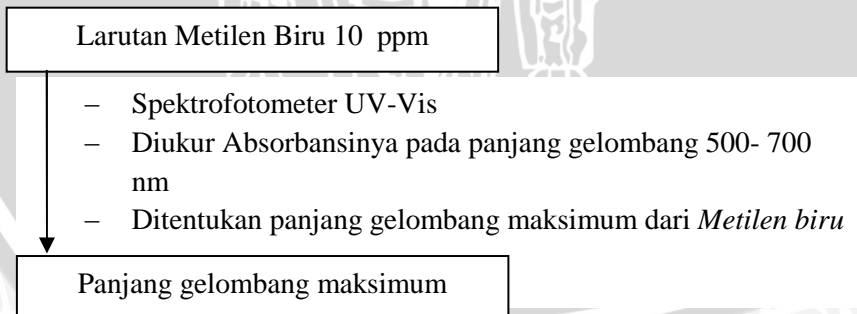 Larutan Metilen Biru 10 ppm
– Spektrofotometer UV-Vis
– Diukur Absorbansinya pada panjang gelombang 500- 700
nm
– Ditentukan panjang gelombang maksimum dari Metilen biru
Panjang gelombang maksimum